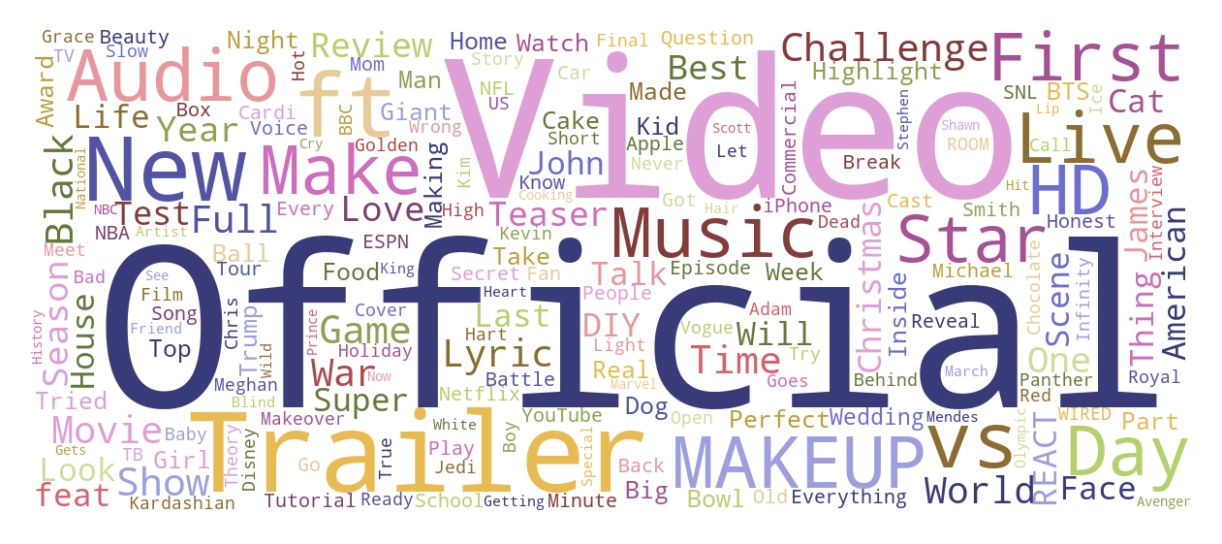 Grace Beauty Night Review Home Watch Final Question Challenge First
TV Slow Hot Mom Story Car Best Highlight
Award Audio ft Man NFL Video Made Commercial Stephen SNL BTS Cat
Life Box Cardi BBC Giant US Cake Kid Scott Shawn Lip Ice
Black Year Voice Wrong Short Apple Let ROOM Call Live
National New Cry Golden Make Making Kim John Never Break Hit HD
Know Cooking Got Hair iPhone Cast Smith Honest James Interview
NBC Test Full Every Love High Teaser Music Dead Christmas Star
NBA Artist ESPN Kevin
Meet Ball Take Talk Episode Week Inside Michael Chocolate Scene Infinity Thing American
Season Bad See Tour Food King Secret Fan
House Film Official Heart People Adam
Song Friend Chris Trump Cover Last DIY Vogue Will Reveal
History Top Prince Game Hart Light Time Try One
Wild Holiday Lyric Real Marvel Behind Panther Royal
Tried Meghan War Now Battle Goes March Red
Blind Super Netflix Dog
Movie Baby Makeover White YouTube Open Perfect Wedding Mendes Olympic WIRED Part
Gets TB Girl Theory Disney Trailer Play Boy MAKEUP vs REACT Day
Look Show Go True Jedi Special Back
feat Kardashian Tutorial Ready School Getting Minute Big Bowl Old Everything World Face Avenger